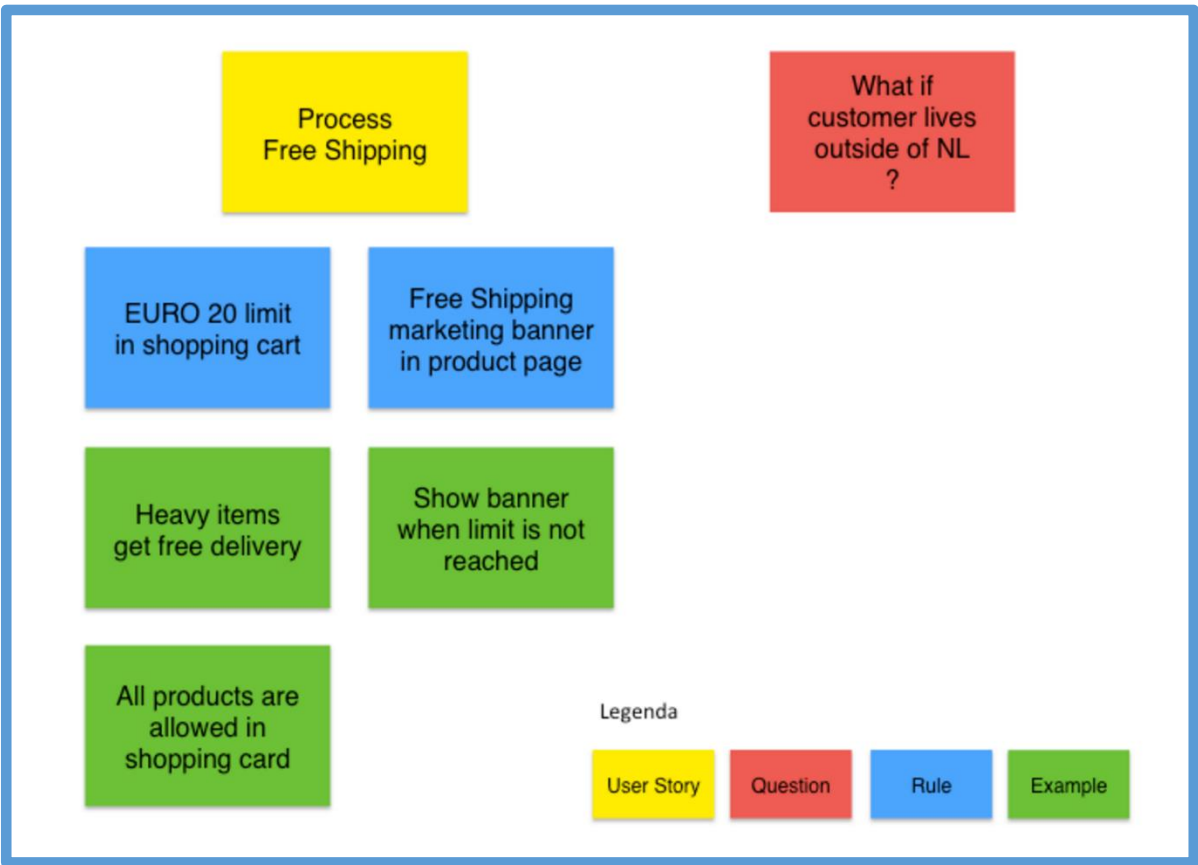 Process
Free Shipping
What if
customer lives
outside of NL
?
EURO 20 limit
in shopping cart
Free Shipping
marketing banner
in product page
Heavy items
get free delivery
Show banner
when limit is not
reached
All products are
allowed in
shopping card
Legenda
User Story
Question
Rule
Example